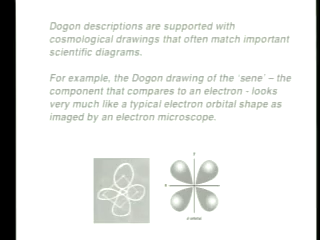 Dogon descriptions are supported with
cosmological drawings that often match important
scientific diagrams.
For example, the Dogon drawing of the 'sene' – the
component that compares to an electron - looks
very much like a typical electron orbital shape as
imaged by an electron microscope.